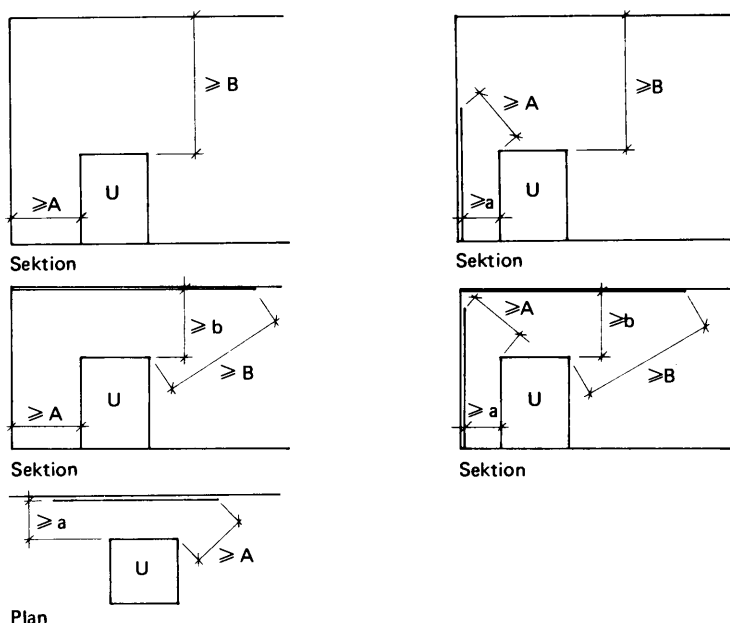 ≥ B
≥A
U
Sektion
≥ A
≥B
≥a
U
Sektion
≥ b
≥ B
≥ A
U
Sektion
≥A
≥b
≥B
≥ a
U
Sektion
≥ a
≥ A
U
Plan